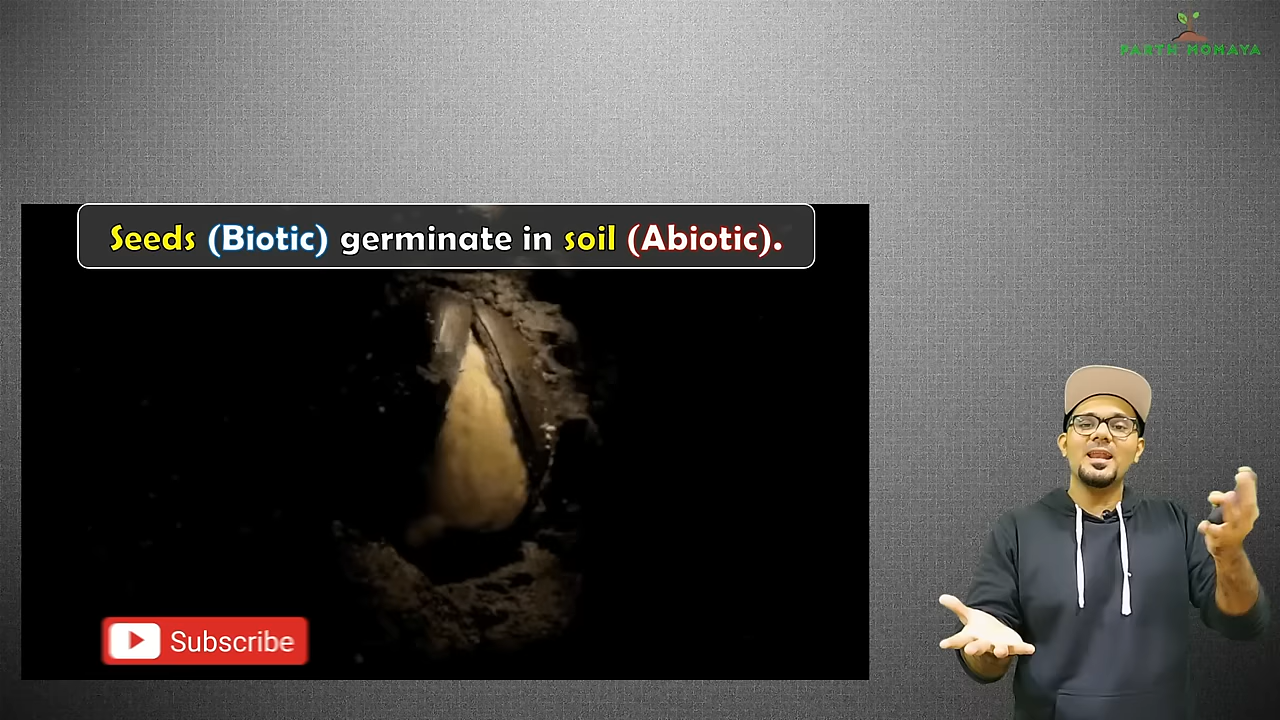 PARTH MOMAYA
Seeds (Biotic) germinate in soil (Abiotic).
Subscribe